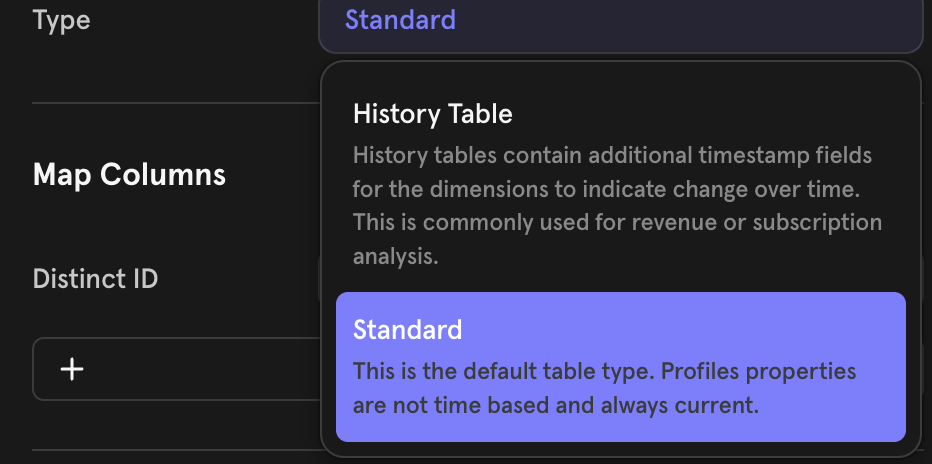 Type
Standard
History Table
History tables contain additional timestamp fields
for the dimensions to indicate change over time.
This is commonly used for revenue or subscription
analysis.
Map Columns
Distinct ID
Standard
This is the default table type. Profiles properties
are not time based and always current.